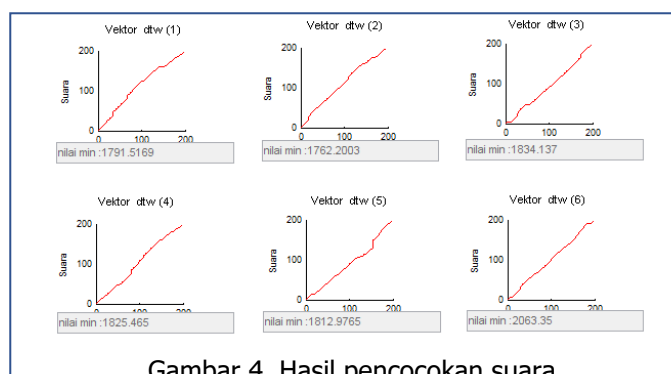 Vektor dtw (1)
200
100
0
Suara
0 100 200
nilai min :1791.5169
Vektor dtw (2)
200
100
0
Suara
0 100 200
nilai min :1762.2003
Vektor dtw (3)
200
100
0
Suara
0 100 200
nilai min :1834.137
Vektor dtw (4)
200
100
0
Suara
0 100 200
nilai min :1825.465
Vektor dtw (5)
200
100
0
Suara
0 100 200
nilai min :1812.9765
Vektor dtw (6)
200
100
0
Suara
0 100 200
nilai min :2063.35
Gambar 4. Hasil pencocokan suara